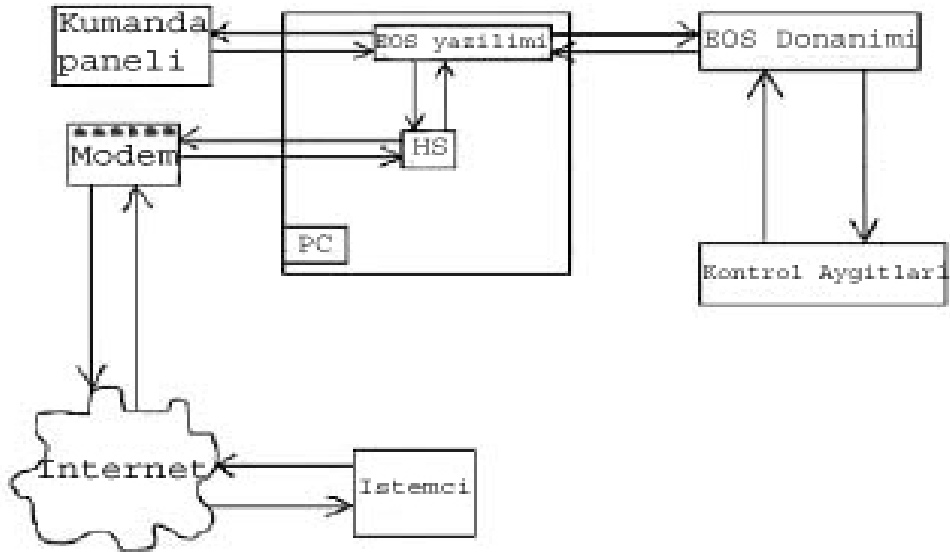 Kumanda
paneli
EOS yazilimi
EOS Donanimi
Modem
HS
PC
Kontrol Aygitlari
Internet
Istemci